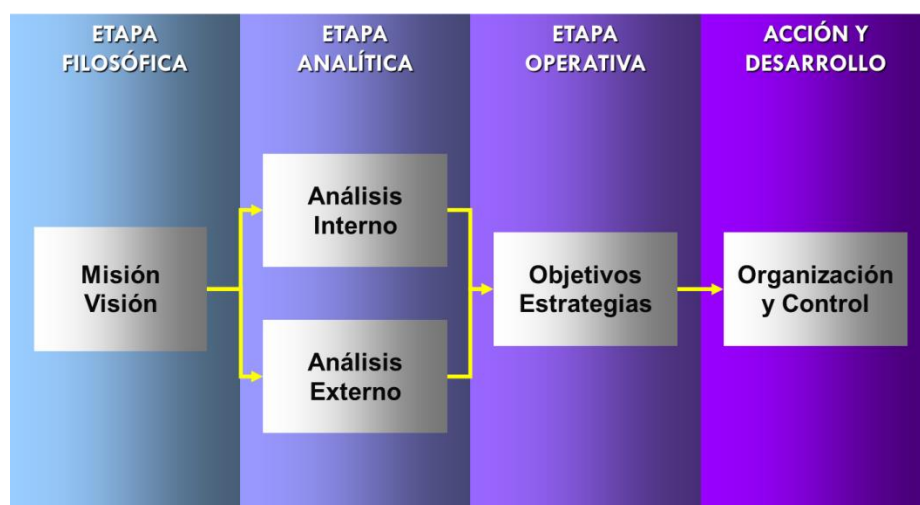 ETAPA
FILOSÓFICA
ETAPA
ANALÍTICA
ETAPA
OPERATIVA
ACCIÓN Y
DESARROLLO
Misión
Visión
Análisis
Interno
Análisis
Externo
Objetivos
Estrategias
Organización
y Control